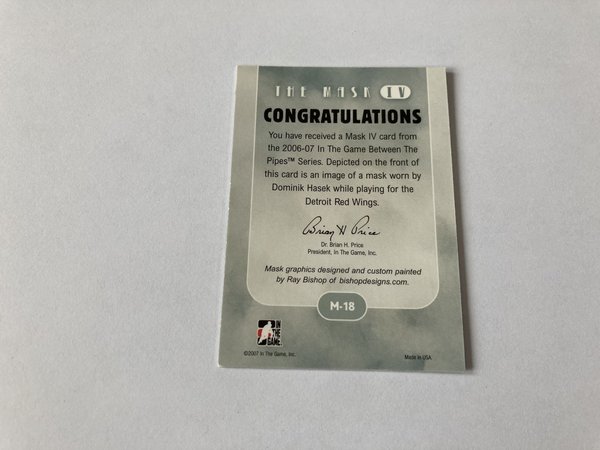 THE MASK IV
CONGRATULATIONS
You have received a Mask IV card from
the 2006-07 In The Game Between The
Pipes™ Series. Depicted on the front of
this card is an image of a mask worn by
Dominik Hasek while playing for the
Detroit Red Wings.
Brian H Price
Dr. Brian H. Price
President, In The Game, Inc.
Mask graphics designed and custom painted
by Ray Bishop of bishopdesigns.com.
M-18
IN
THE
GAME
©2007 In The Game, Inc.
Made in USA